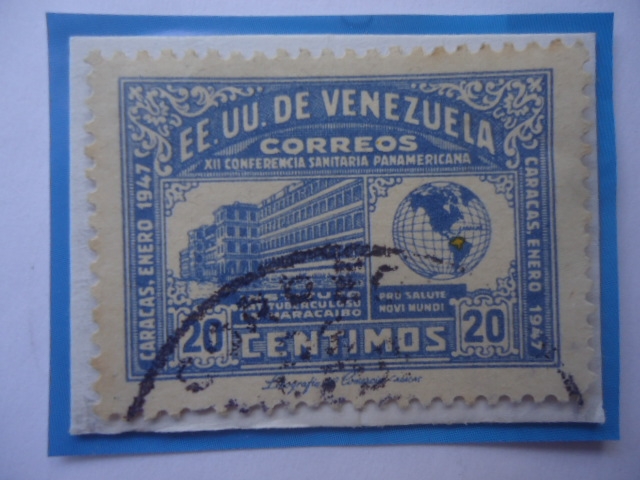 EE. UU. DE VENEZUELA
CORREOS
XII CONFERENCIA SANITARIA PANAMERICANA
CARACAS, ENERO 1947
CARACAS, ENERO 1947
TUBERCULOSO
MARACAIBO
PRO SALUTE
NOVI MUNDI
20 CENTIMOS 20